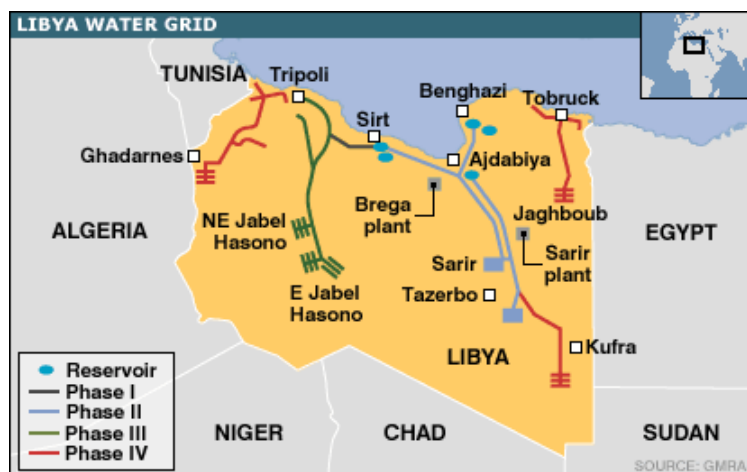 LIBYA WATER GRID
TUNISIA
Tripoli
Benghazi
Tobruck
Sirt
Ghadarnes
Ajdabiya
Brega
plant
Jaghboub
NE Jabel
Hasono
ALGERIA
EGYPT
Sarir
Sarir
plant
E Jabel
Hasono
Tazerbo
LIBYA
Kufra
Reservoir
Phase I
Phase II
Phase III
Phase IV
NIGER
CHAD
SUDAN
SOURCE: GMRA